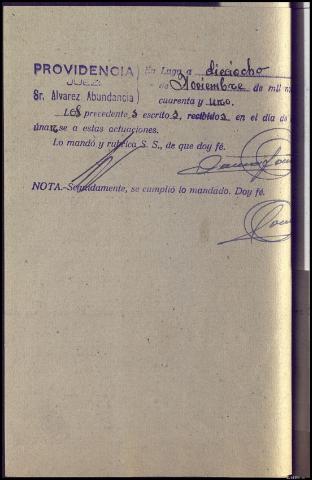 PROVIDENCIA
JUEZ
Sr. Alvarez Abundancia
En Lugo a dieciocho
de Noviembre de mil n
cuarenta y uno.
Los precedentes escritos, recibidos en el día de
únanse a estas actuaciones.
Lo mandó y rubrica S. S., de que doy fé.
NOTA.-Seguidamente, se cumplió lo mandado. Doy fé.